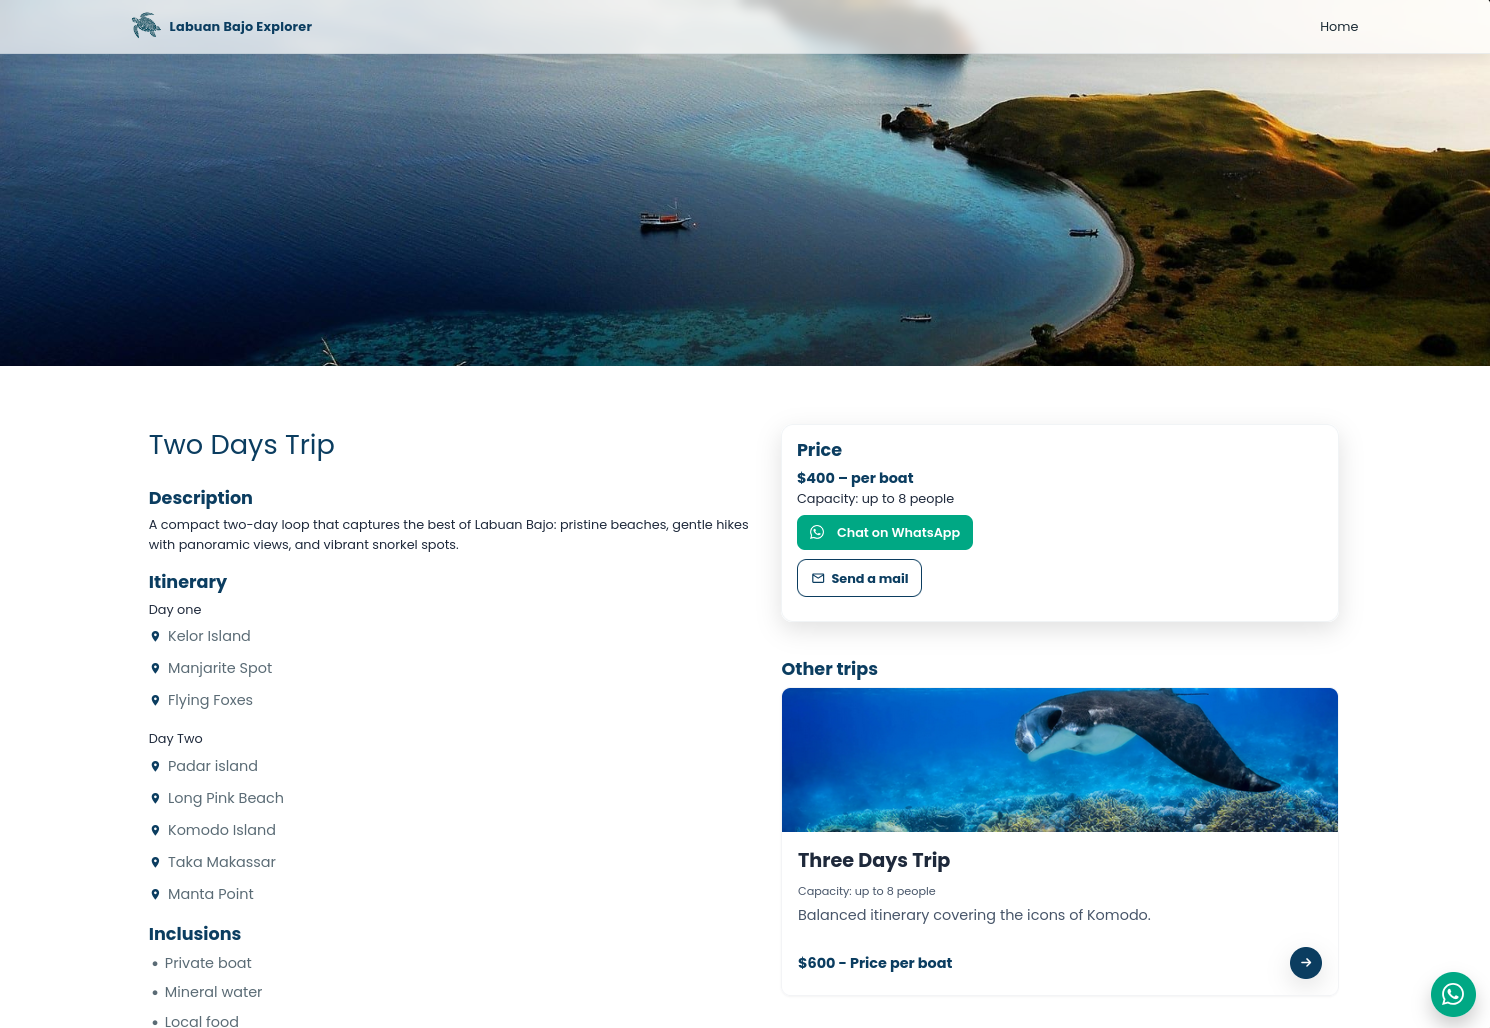 Labuan Bajo Explorer
Home
Two Days Trip
Description
A compact two-day loop that captures the best of Labuan Bajo: pristine beaches, gentle hikes
with panoramic views, and vibrant snorkel spots.
Itinerary
Day one
Kelor Island
Manjarite Spot
Flying Foxes
Day Two
Padar island
Long Pink Beach
Komodo Island
Taka Makassar
Manta Point
Inclusions
• Private boat
• Mineral water
• Local food
Price
$400 – per boat
Capacity: up to 8 people
Chat on WhatsApp
Send a mail
Other trips
Three Days Trip
Capacity: up to 8 people
Balanced itinerary covering the icons of Komodo.
$600 - Price per boat